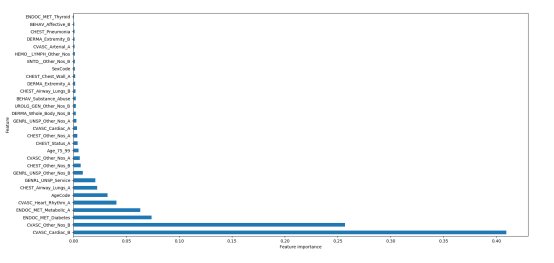 ENDOC_MET_Thyroid
BEHAV_Affective_B
CHEST_Pneumonia
DERMA_Extremity_B
CVASC_Arterial_A
HEMO__LYMPH_Other_Nos
ENTO__Other_Nos_B
SexCode
CHEST_Chest_Wall_A
DERMA_Extremity_A
CHEST_Airway_Lungs_B
BEHAV_Substance_Abuse
UROLO_GEN_Other_Nos_B
DERMA_Whole_Body_Nos_B
GENRL_UNSP_Other_Nos_A
CVASC_Cardiac_A
CHEST_Other_Nos_A
CHEST_Status_A
Age_75_99
CVASC_Other_Nos_A
CHEST_Other_Nos_B
GENRL_UNSP_Other_Nos_B
GENRL_UNSP_Service
CHEST_Airway_Lungs_A
AgeCode
CVASC_Heart_Rhythm_A
ENDOC_MET_Metabolic_A
ENDOC_MET_Diabetes
CVASC_Other_Nos_B
CVASC_Cardiac_B
Feature
0.00 0.05 0.10 0.15 0.20 0.25 0.30 0.35 0.40
Feature importance